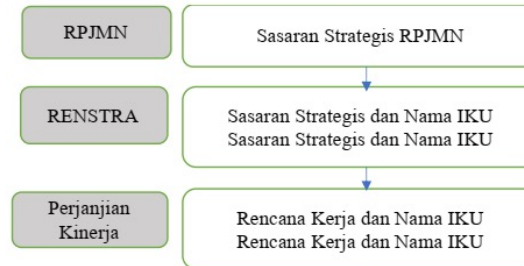 RPJMN
Sasaran Strategis RPJMN
RENSTRA
Sasaran Strategis dan Nama IKU
Sasaran Strategis dan Nama IKU
Perjanjian
Kinerja
Rencana Kerja dan Nama IKU
Rencana Kerja dan Nama IKU